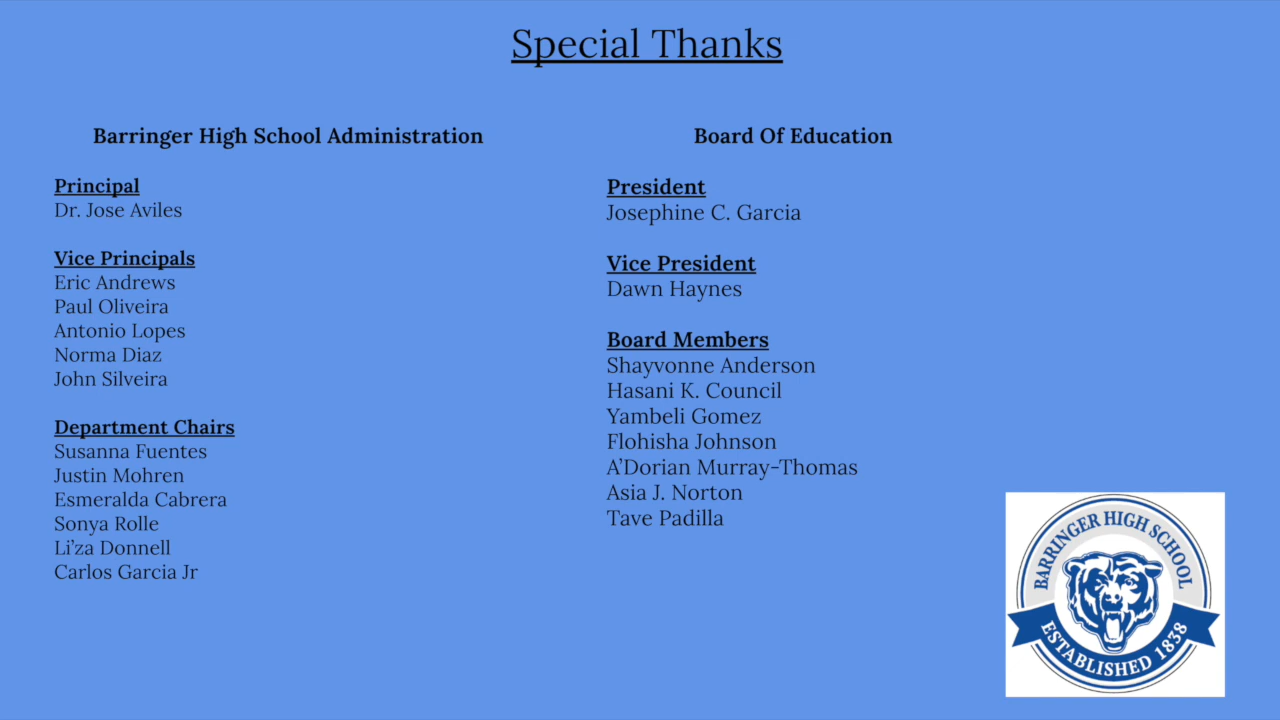 Special Thanks
Barringer High School Administration
Principal
Dr. Jose Aviles
Vice Principals
Eric Andrews
Paul Oliveira
Antonio Lopes
Norma Diaz
John Silveira
Department Chairs
Susanna Fuentes
Justin Mohren
Esmeralda Cabrera
Sonya Rolle
Li’za Donnell
Carlos Garcia Jr
Board Of Education
President
Josephine C. Garcia
Vice President
Dawn Haynes
Board Members
Shayvonne Anderson
Hasani K. Council
Yambeli Gomez
Flohisha Johnson
A’Dorian Murray-Thomas
Asia J. Norton
Tave Padilla
BARRINGER HIGH SCHOOL
ESTABLISHED 1838